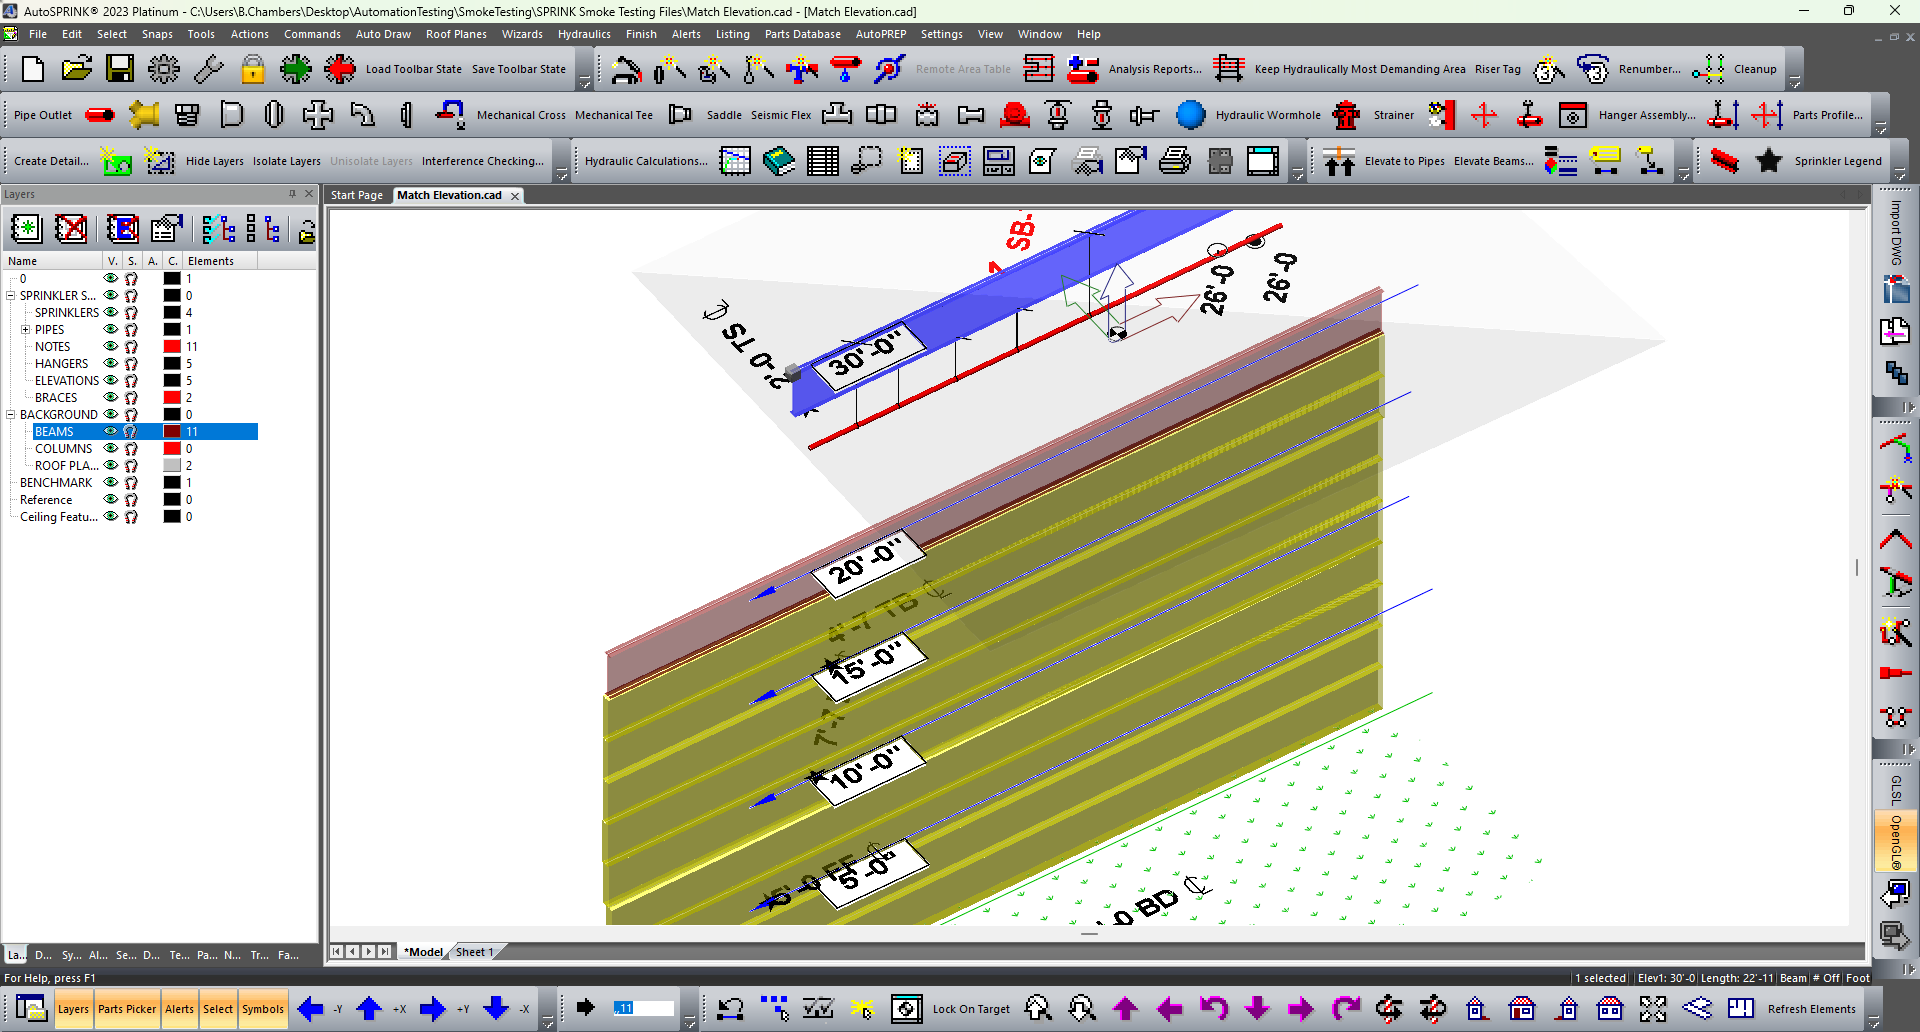 AutoSPRINK® 2023 Platinum - C:\Users\B.Chambers\Desktop\AutomationTesting\SmokeTesting\SPRINK Smoke Testing Files\Match Elevation.cad - [Match Elevation.cad]
File Edit Select Snaps Tools Actions Commands Auto Draw Roof Planes Wizards Hydraulics Finish Alerts Listing Parts Database AutoPREP Settings View Window Help
Load Toolbar State Save Toolbar State Remote Area Table Analysis Reports... Keep Hydraulically Most Demanding Area Riser Tag Renumber... Cleanup
Pipe Outlet Mechanical Cross Mechanical Tee Saddle Seismic Flex Hydraulic Wormhole Strainer Hanger Assembly... Parts Profile...
Create Detail... Hide Layers Isolate Layers Unisolate Layers Interference Checking... Hydraulic Calculations... Elevate to Pipes Elevate Beams... Sprinkler Legend
Layers
Start Page Match Elevation.cad
Name V. S. A. C. Elements
0 1
SPRINKLER S... 0
SPRINKLERS 4
PIPES 1
NOTES 11
HANGERS 5
ELEVATIONS 5
BRACES 2
BACKGROUND 0
BEAMS 11
COLUMNS 0
ROOF PLA... 2
BENCHMARK 1
Reference 0
Ceiling Featu... 0
SB-
26'-0
26'-0
2'-0 TS
30'-0"
20'-0"
4'-7 TB
15'-0"
10'-0"
5'-0"
BD
Import DWG
GLSL
OpenGL®
La... D... Sy... Al... Se... D... Te... Pa... N... Tr... Fa...
*Model Sheet 1
For Help, press F1
1 selected Elev1: 30'-0 Length: 22'-11 Beam # Off Foot
Layers Parts Picker Alerts Select Symbols -Y +X +Y -X ,,11 Lock On Target Refresh Elements